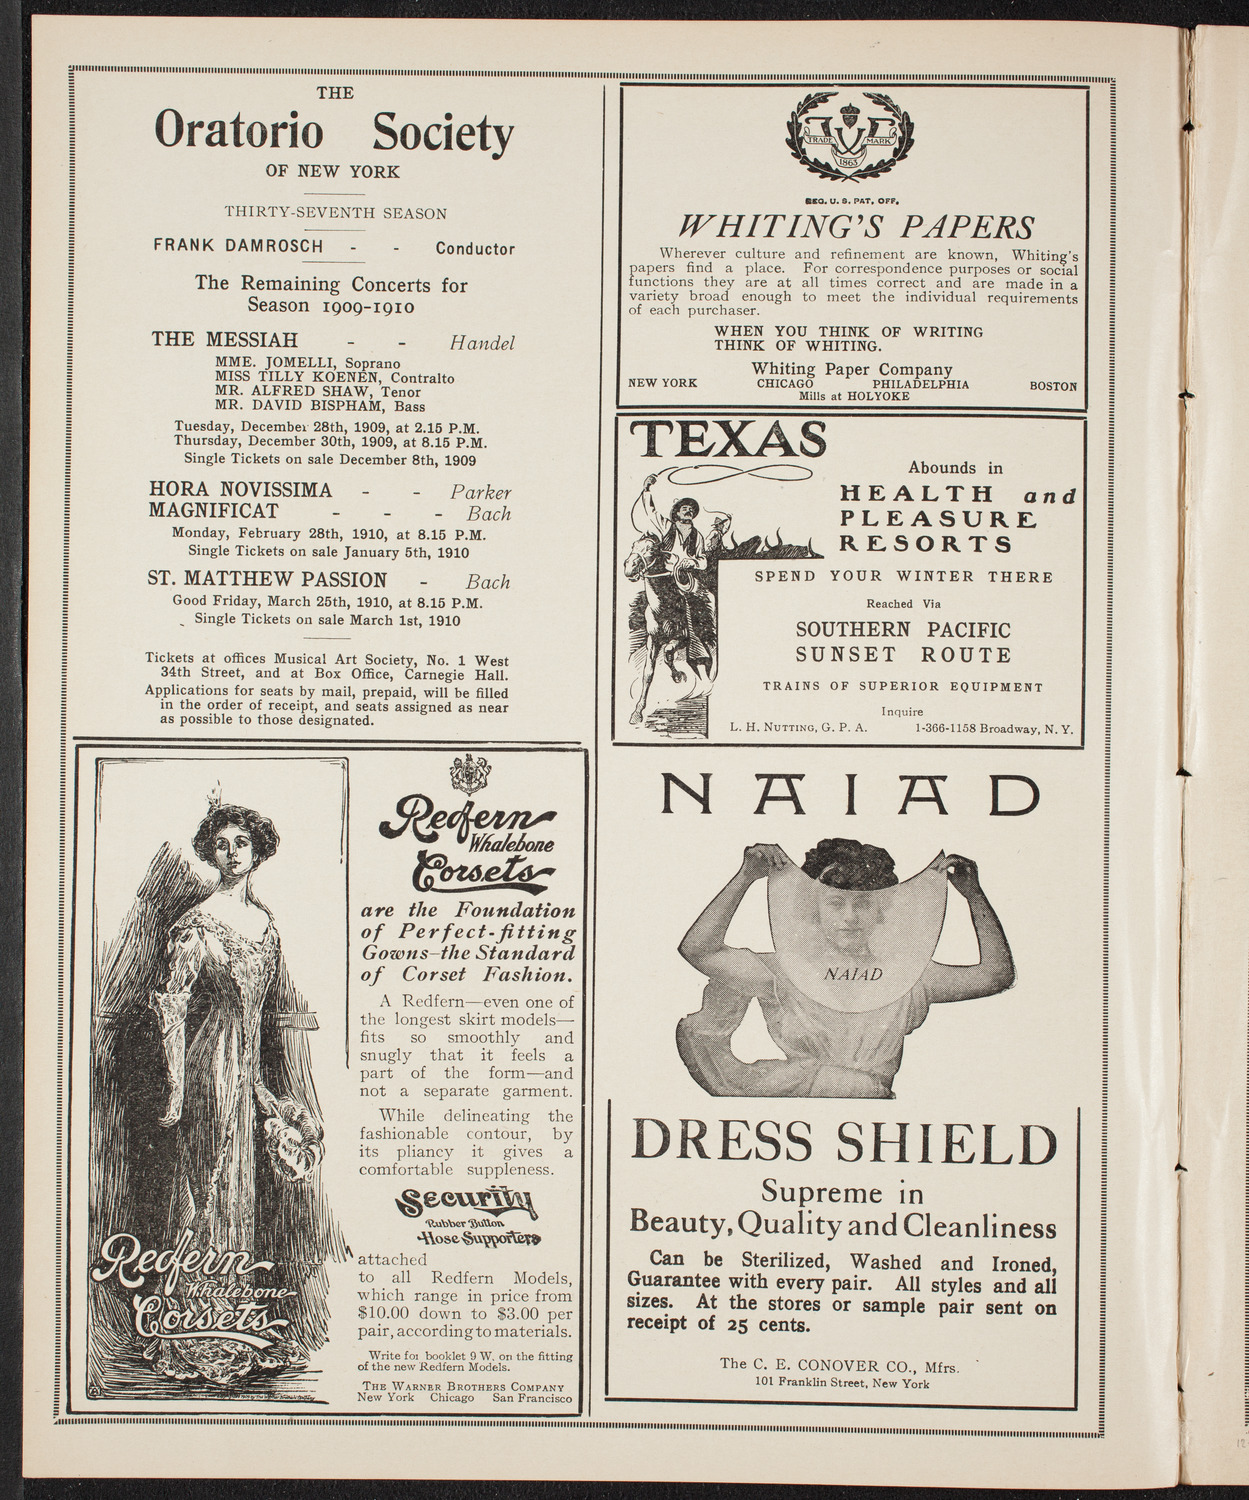 THE
Oratorio Society
OF NEW YORK
THIRTY-SEVENTH SEASON
FRANK DAMROSCH - - Conductor
The Remaining Concerts for
Season 1909-1910
THE MESSIAH - - Handel
MME. JOMELLI, Soprano
MISS TILLY KOENEN, Contralto
MR. ALFRED SHAW, Tenor
MR. DAVID BISPHAM, Bass
Tuesday, December 28th, 1909, at 2.15 P.M.
Thursday, December 30th, 1909, at 8.15 P.M.
Single Tickets on sale December 8th, 1909
HORA NOVISSIMA - - Parker
MAGNIFICAT - - - Bach
Monday, February 28th, 1910, at 8.15 P.M.
Single Tickets on sale January 5th, 1910
ST. MATTHEW PASSION - Bach
Good Friday, March 25th, 1910, at 8.15 P.M.
Single Tickets on sale March 1st, 1910
Tickets at offices Musical Art Society, No. 1 West
34th Street, and at Box Office, Carnegie Hall.
Applications for seats by mail, prepaid, will be filled
in the order of receipt, and seats assigned as near
as possible to those designated.
Redfern
Whalebone
Corsets
are the Foundation
of Perfect-fitting
Gowns—the Standard
of Corset Fashion.
A Redfern—even one of
the longest skirt models—
fits so smoothly and
snugly that it feels a
part of the form—and
not a separate garment.
While delineating the
fashionable contour, by
its pliancy it gives a
comfortable suppleness.
Security
Rubber Button
Hose Supporters
attached
to all Redfern Models,
which range in price from
$10.00 down to $3.00 per
pair, according to materials.
Write for booklet 9 W. on the fitting
of the new Redfern Models.
THE WARNER BROTHERS COMPANY
New York Chicago San Francisco
Redfern
Whalebone
Corsets
TRADE MARK
1865
REG. U. S. PAT. OFF.
WHITING'S PAPERS
Wherever culture and refinement are known, Whiting's
papers find a place. For correspondence purposes or social
functions they are at all times correct and are made in a
variety broad enough to meet the individual requirements
of each purchaser.
WHEN YOU THINK OF WRITING
THINK OF WHITING.
Whiting Paper Company
NEW YORK CHICAGO PHILADELPHIA BOSTON
Mills at HOLYOKE
TEXAS
Abounds in
HEALTH and
PLEASURE
RESORTS
SPEND YOUR WINTER THERE
Reached Via
SOUTHERN PACIFIC
SUNSET ROUTE
TRAINS OF SUPERIOR EQUIPMENT
Inquire
L. H. NUTTING, G. P. A. 1-366-1158 Broadway, N. Y.
NAIAD
NAIAD
DRESS SHIELD
Supreme in
Beauty, Quality and Cleanliness
Can be Sterilized, Washed and Ironed,
Guarantee with every pair. All styles and all
sizes. At the stores or sample pair sent on
receipt of 25 cents.
The C. E. CONOVER CO., Mfrs.
101 Franklin Street, New York